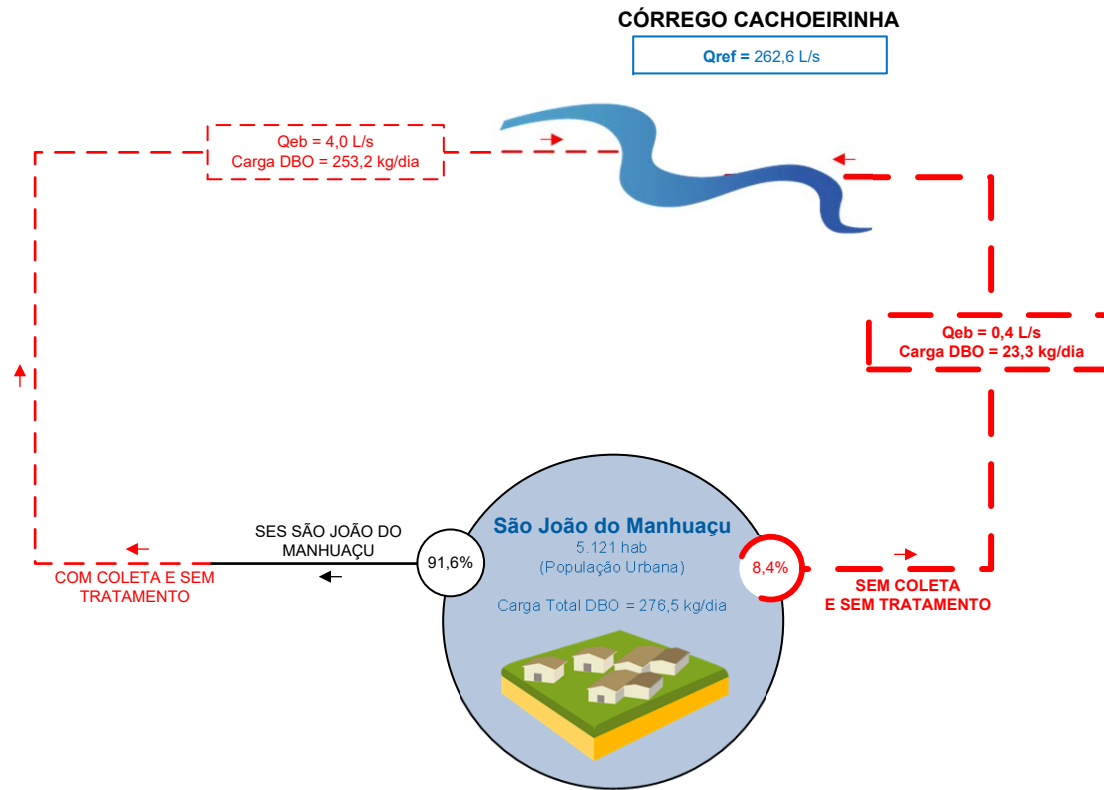 CÓRREGO CACHOEIRINHA
Qref = 262,6 L/s
Qeb = 4,0 L/s
Carga DBO = 253,2 kg/dia
Qeb = 0,4 L/s
Carga DBO = 23,3 kg/dia
SES SÃO JOÃO DO
MANHUAÇU
91,6%
São João do Manhuaçu
5.121 hab
(População Urbana)
Carga Total DBO = 276,5 kg/dia
8,4%
COM COLETA E SEM
TRATAMENTO
SEM COLETA
E SEM TRATAMENTO